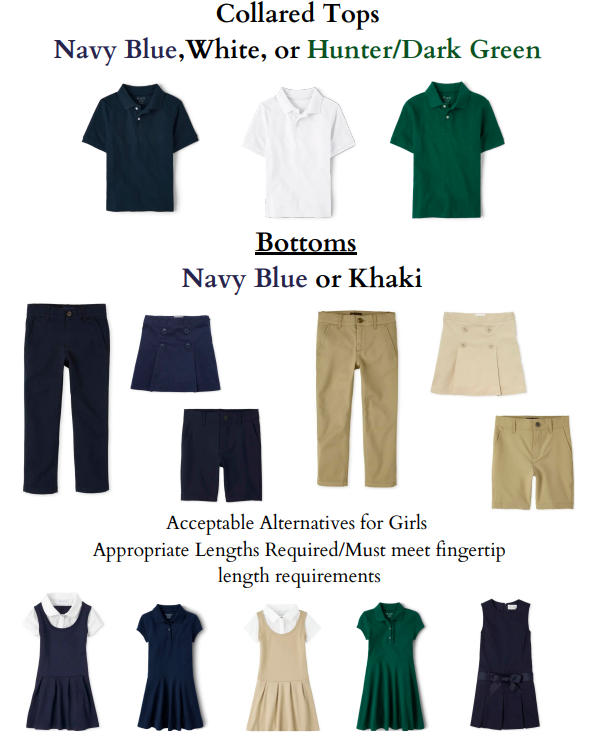 Collared Tops
Navy Blue,White, or Hunter/Dark Green
Bottoms
Navy Blue or Khaki
Acceptable Alternatives for Girls
Appropriate Lengths Required/Must meet fingertip
length requirements